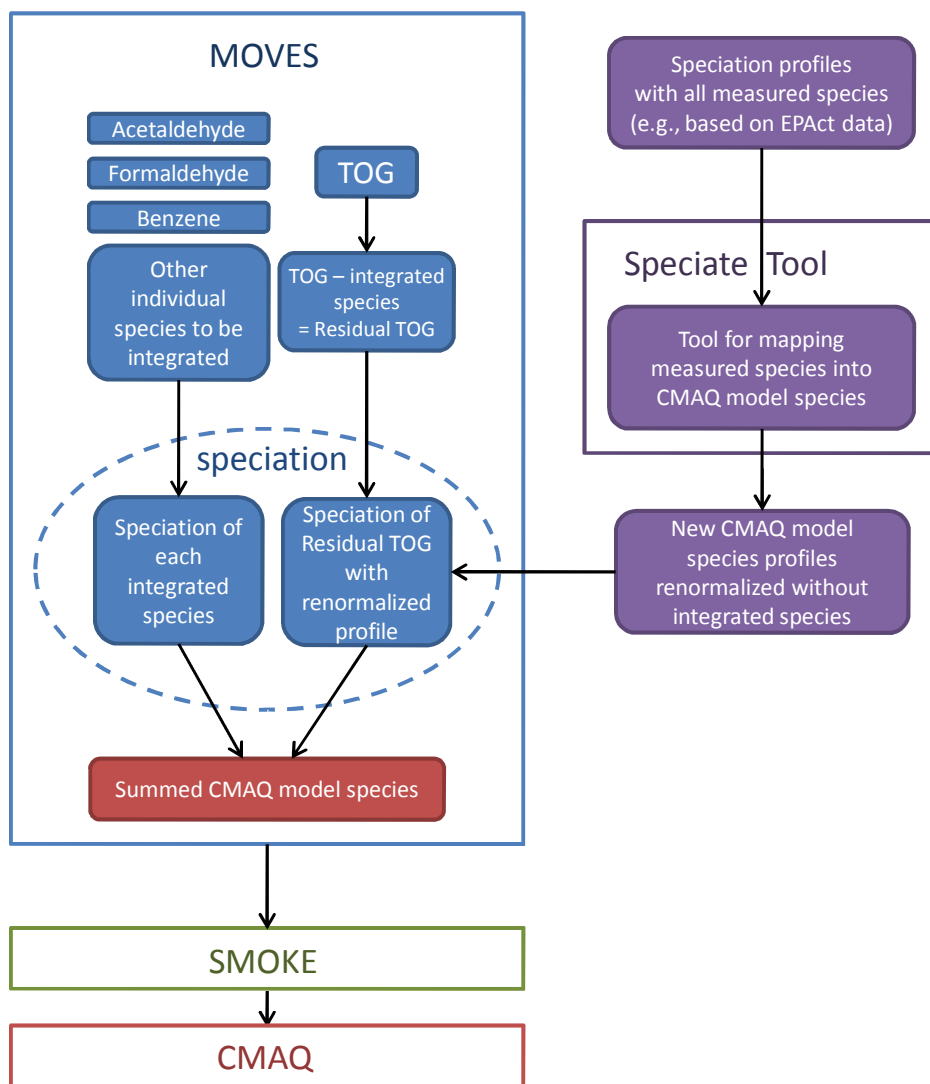 MOVES
Acetaldehyde
Formaldehyde
Benzene
Other
individual
species to be
integrated
TOG
TOG – integrated
species
= Residual TOG
speciation
Speciation of
each
integrated
species
Speciation of
Residual TOG
with
renormalized
profile
Summed CMAQ model species
Speciation profiles
with all measured species
(e.g., based on EPAct data)
Speciate Tool
Tool for mapping
measured species into
CMAQ model species
New CMAQ model
species profiles
renormalized without
integrated species
SMOKE
CMAQ